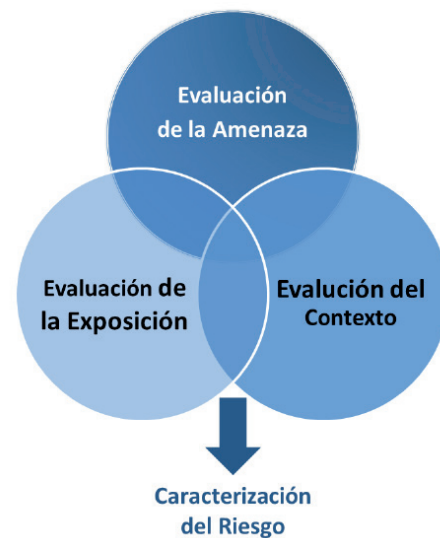 Evaluación
de la Amenaza
Evaluación de
la Exposición
Evalución del
Contexto
Caracterización
del Riesgo